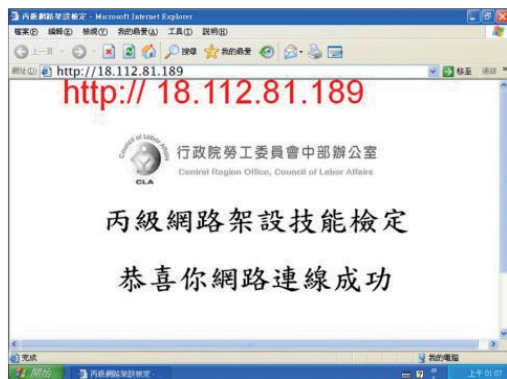 丙級網路架設檢定 - Microsoft Internet Explorer
檔案(F) 編輯(E) 檢視(V) 我的最愛(A) 工具(T) 說明(H)
上一頁 搜尋 我的最愛
網址(D) http://18.112.81.189 移至 連結 »
http:// 18.112.81.189
Council of Labor Affairs
CLA
行政院勞工委員會中部辦公室
Central Region Office, Council of Labor Affairs
丙級網路架設技能檢定
恭喜你網路連線成功
完成 我的電腦
開始 丙級網路架設檢定 -... 上午 01:07